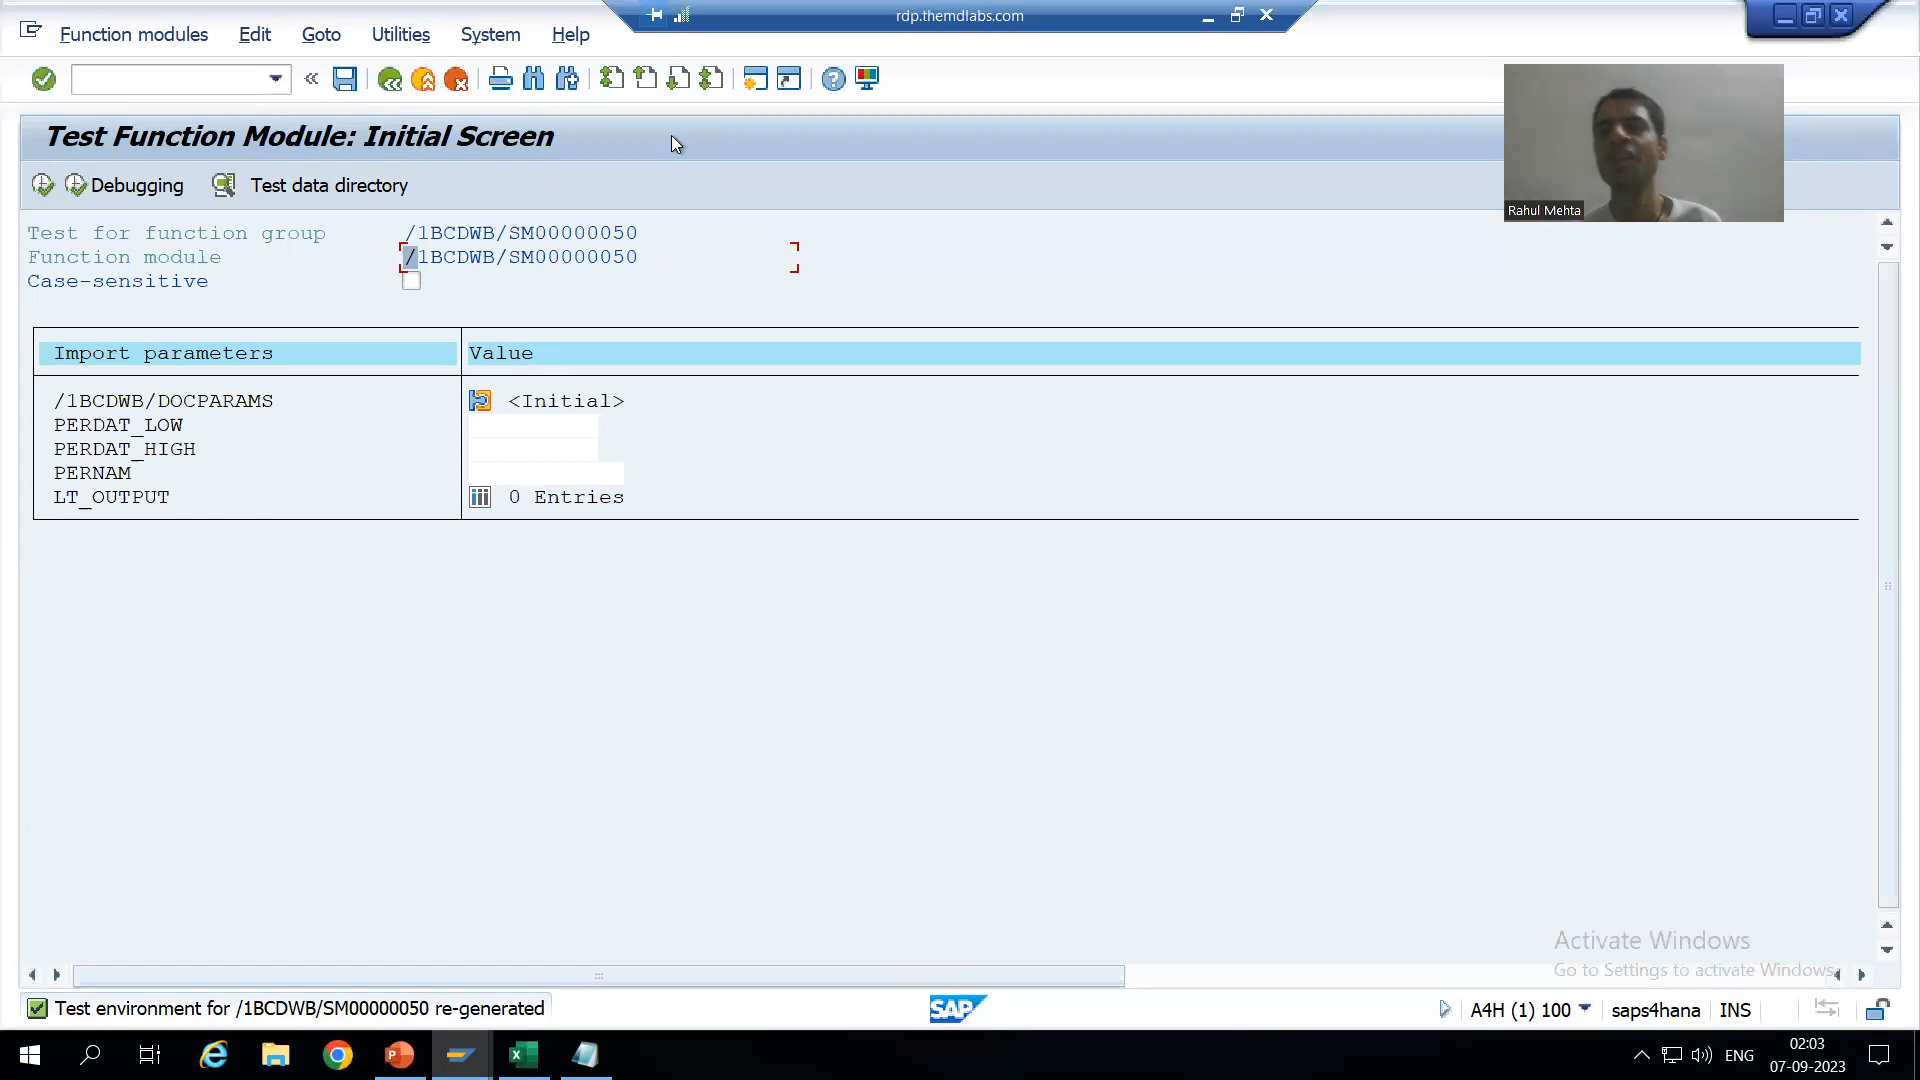 rdp.themdlabs.com
Function modules Edit Goto Utilities System Help
Test Function Module: Initial Screen
Debugging Test data directory
Rahul Mehta
Test for function group /1BCDWB/SM00000050
Function module /1BCDWB/SM00000050
Case-sensitive
Import parameters Value
/1BCDWB/DOCPARAMS <Initial>
PERDAT_LOW
PERDAT_HIGH
PERNAM
LT_OUTPUT 0 Entries
Activate Windows
Go to Settings to activate Windows.
Test environment for /1BCDWB/SM00000050 re-generated
SAP
A4H (1) 100 saps4hana INS
ENG
02:03
07-09-2023